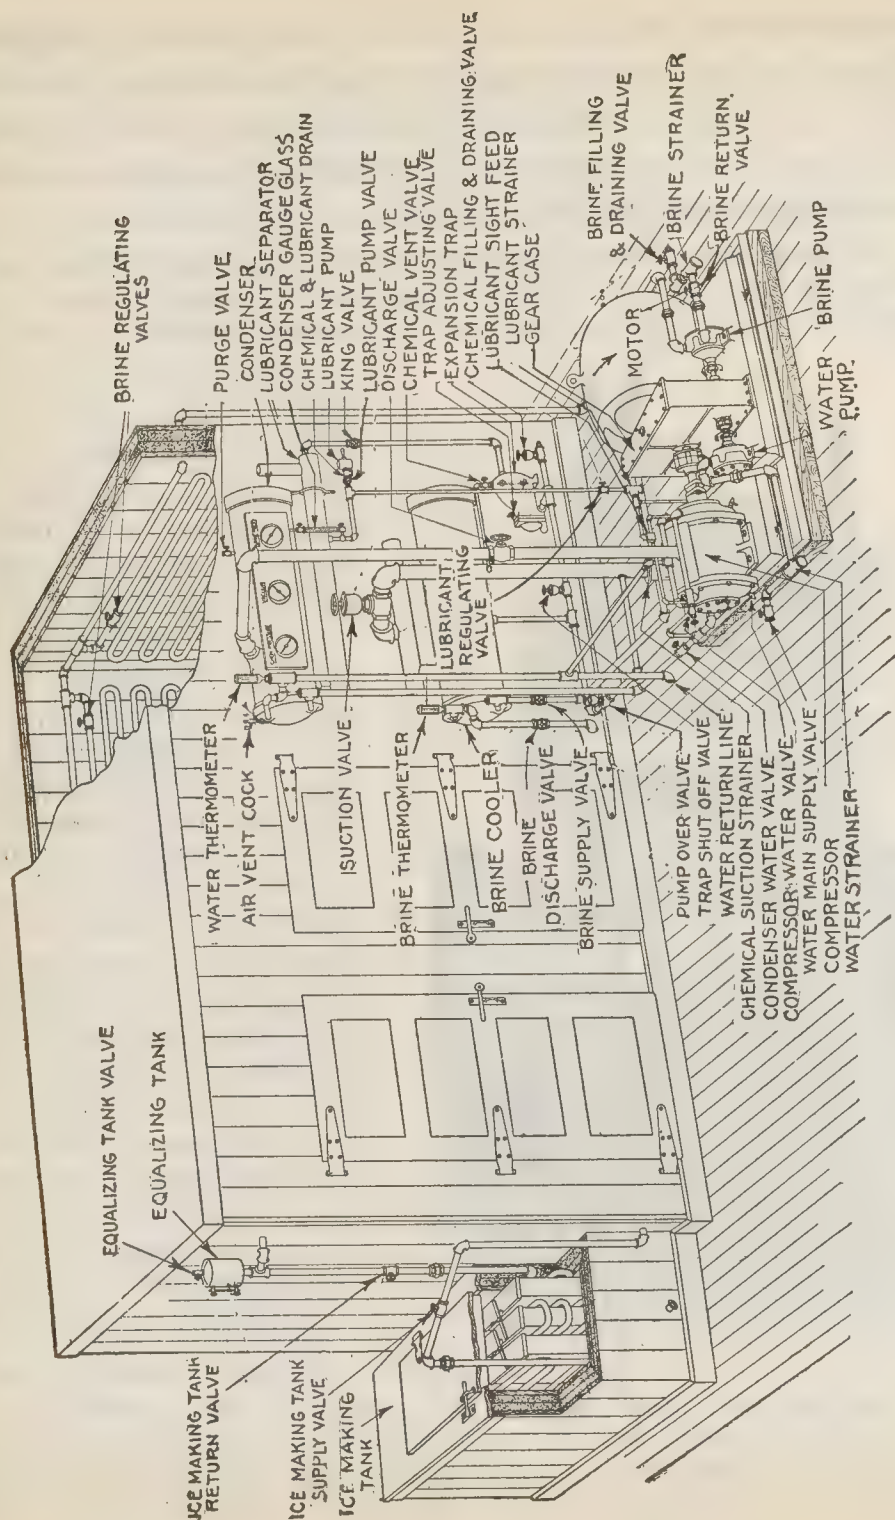 BRINE REGULATING
VALVES
PURGE VALVE
CONDENSER
LUBRICANT SEPARATOR
CONDENSER GAUGE GLASS
CHEMICAL & LUBRICANT DRAIN
LUBRICANT PUMP
KING VALVE
LUBRICANT PUMP VALVE
DISCHARGE VALVE
CHEMICAL VENT VALVE
TRAP ADJUSTING VALVE
EXPANSION TRAP
CHEMICAL FILLING & DRAINING VALVE
LUBRICANT SIGHT FEED
LUBRICANT STRAINER
GEAR CASE
BRINE FILLING
& DRAINING VALVE
BRINE STRAINER
BRINE RETURN.
VALVE
MOTOR
BRINE PUMP
WATER
PUMP.
LUBRICANT
REGULATING
VALVE
WATER THERMOMETER
AIR VENT COCK
SUCTION VALVE
BRINE THERMOMETER
BRINE COOLER
BRINE
DISCHARGE VALVE
BRINE SUPPLY VALVE
PUMP OVER VALVE
TRAP SHUT OFF VALVE
WATER RETURN LINE
CHEMICAL SUCTION STRAINER
CONDENSER WATER VALVE
COMPRESSOR WATER VALVE
WATER MAIN SUPPLY VALVE
COMPRESSOR
WATER STRAINER
EQUALIZING TANK VALVE
EQUALIZING TANK
ICE MAKING TANK
RETURN VALVE
ICE MAKING TANK
SUPPLY VALVE
ICE MAKING
TANK